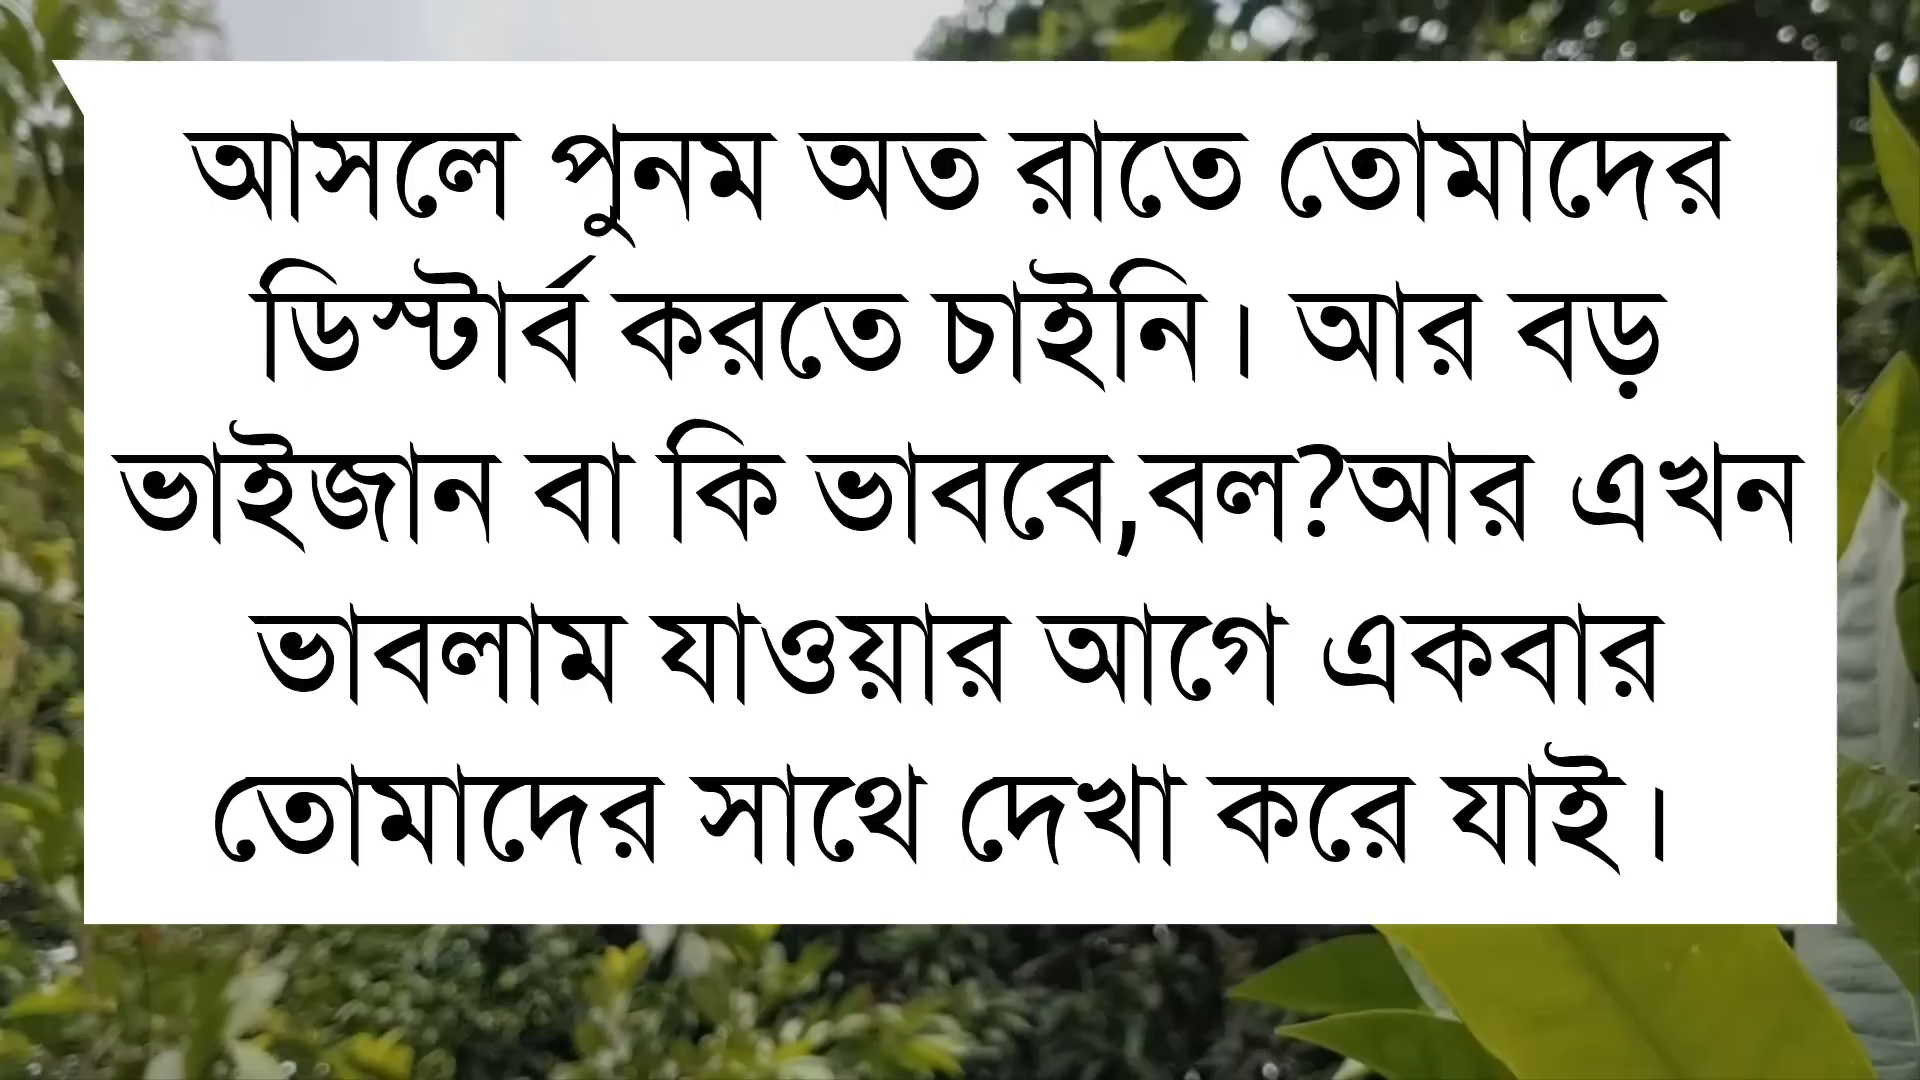 আসলে পুনম অত রাতে তোমাদের
ডিস্টার্ব করতে চাইনি। আর বড়
ভাইজান বা কি ভাববে,বল?আর এখন
ভাবলাম যাওয়ার আগে একবার
তোমাদের সাথে দেখা করে যাই।